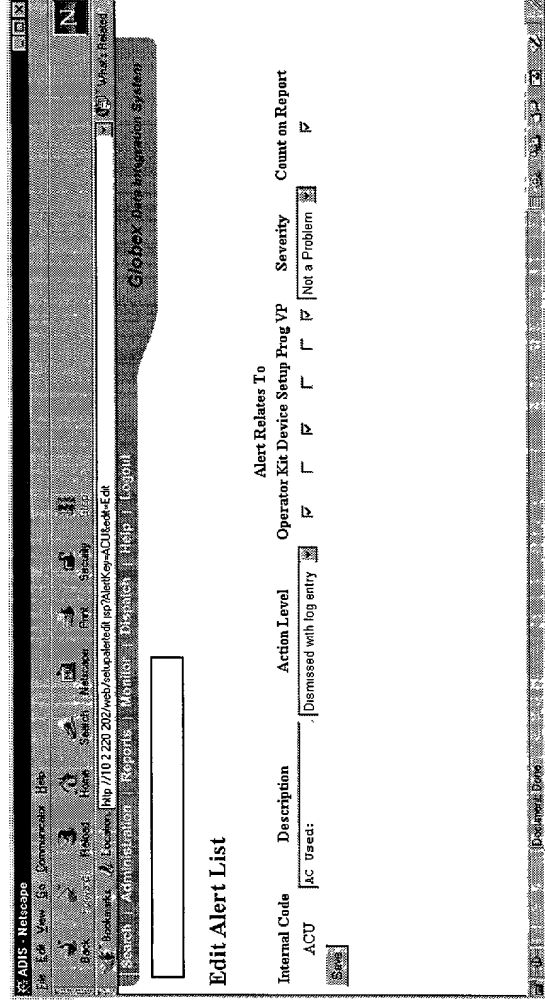 ADIS - Netscape
File Edit View Go Communicator Help
Back Forward Reload Home Search Netscape Print Security Stop
Bookmarks Location: http //10 2 220 202/web/setupalertedit jsp?AlertKey=ACU&edit=Edit What's Related
Search | Administration | Reports | Monitor | Dispatch | Help | Logout
Globex Data Integration System
Edit Alert List
Alert Relates To
Internal Code Description Action Level Operator Kit Device Setup Prog VP Severity Count on Report
ACU AC Used: Dismissed with log entry Not a Problem
Save
Document: Done